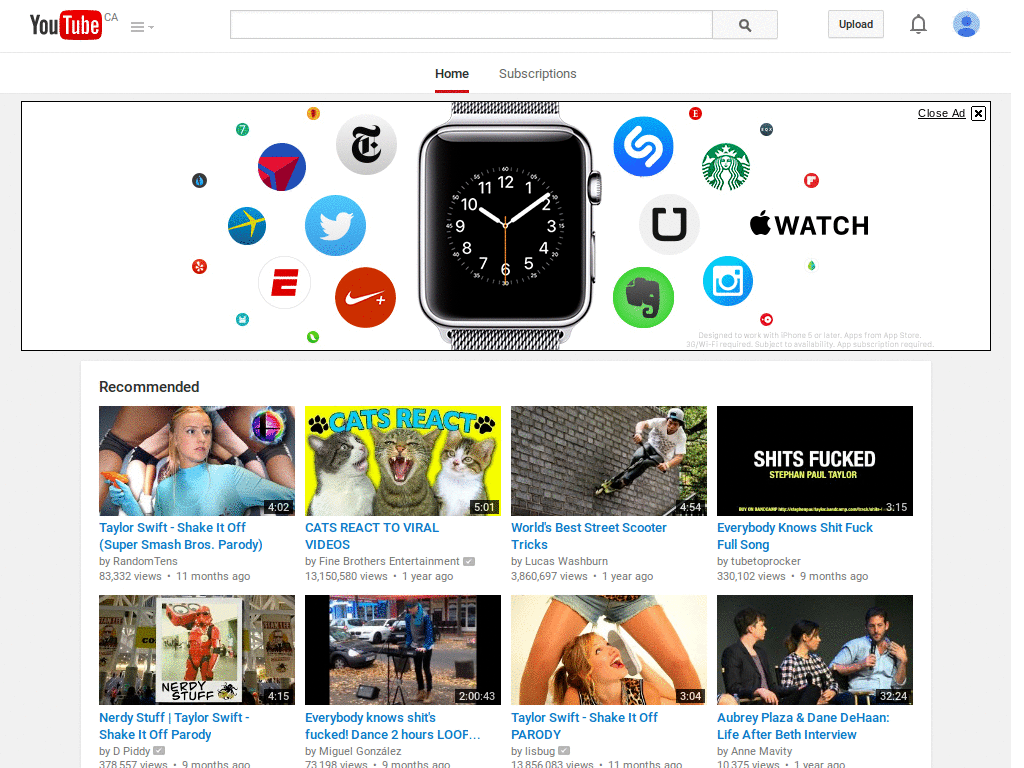 YouTube CA
Upload
Home
Subscriptions
Close Ad
WATCH
Designed to work with iPhone 5 or later. Apps from App Store.
3G/Wi-Fi required. Subject to availability. App subscription required.
60
12
11
1
10
2
9
3
8
4
7
5
6
30
Recommended
4:02
CATS REACT
5:01
4:54
SHITS FUCKED
STEPHAN PAUL TAYLOR
3:15
Taylor Swift - Shake It Off
(Super Smash Bros. Parody)
by RandomTens
83,332 views • 11 months ago
CATS REACT TO VIRAL
VIDEOS
by Fine Brothers Entertainment
13,150,580 views • 1 year ago
World's Best Street Scooter
Tricks
by Lucas Washburn
3,860,697 views • 1 year ago
Everybody Knows Shit Fuck
Full Song
by tubetoprocker
330,102 views • 9 months ago
NERDY
STUFF
4:15
2:00:43
3:04
32:24
Nerdy Stuff | Taylor Swift -
Shake It Off Parody
by D Piddy
378,557 views • 9 months ago
Everybody knows shit's
fucked! Dance 2 hours LOOF...
by Miguel González
73,198 views • 9 months ago
Taylor Swift - Shake It Off
PARODY
by lisbug
13,856,083 views • 11 months ago
Aubrey Plaza & Dane DeHaan:
Life After Beth Interview
by Anne Mavity
10,375 views • 1 year ago